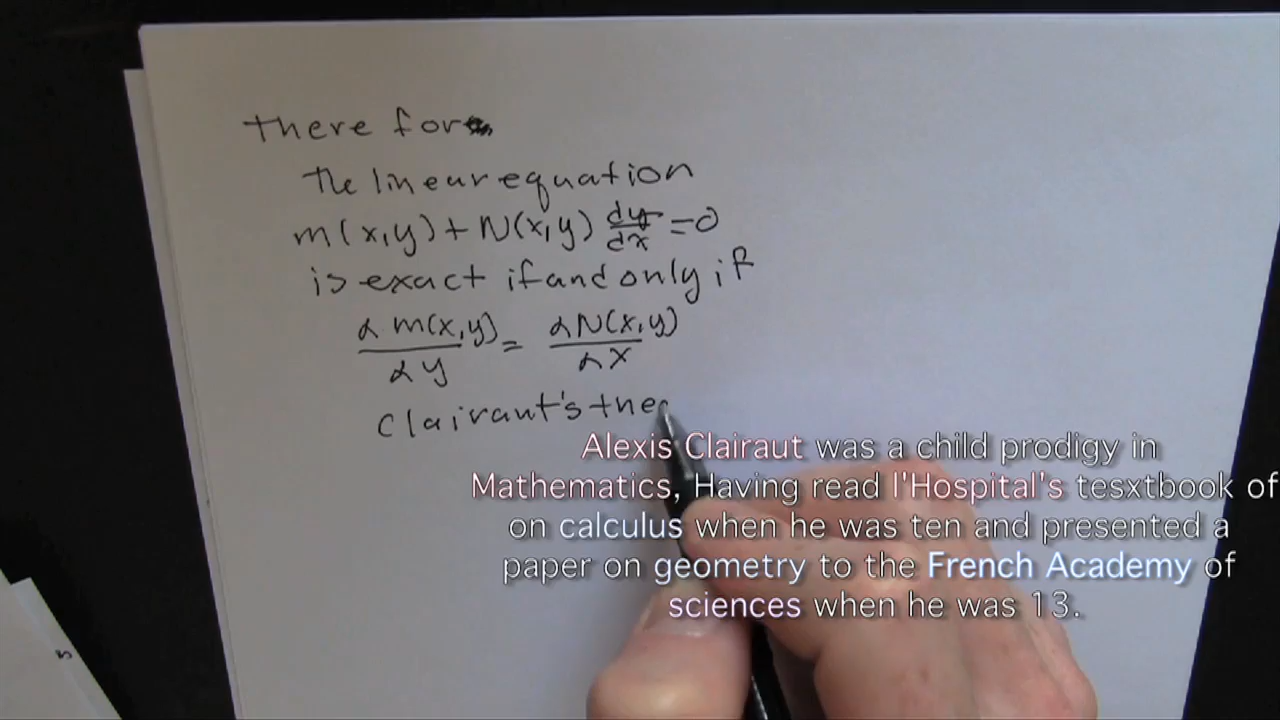 There for
The linear equation
m(x,y) + N(x,y) dy/dx = 0
is exact if and only if
∂m(x,y)/∂y = ∂N(x,y)/∂x
Clairant's theo
Alexis Clairaut was a child prodigy in
Mathematics, Having read l'Hospital's tesxtbook of
on calculus when he was ten and presented a
paper on geometry to the French Academy of
sciences when he was 13.